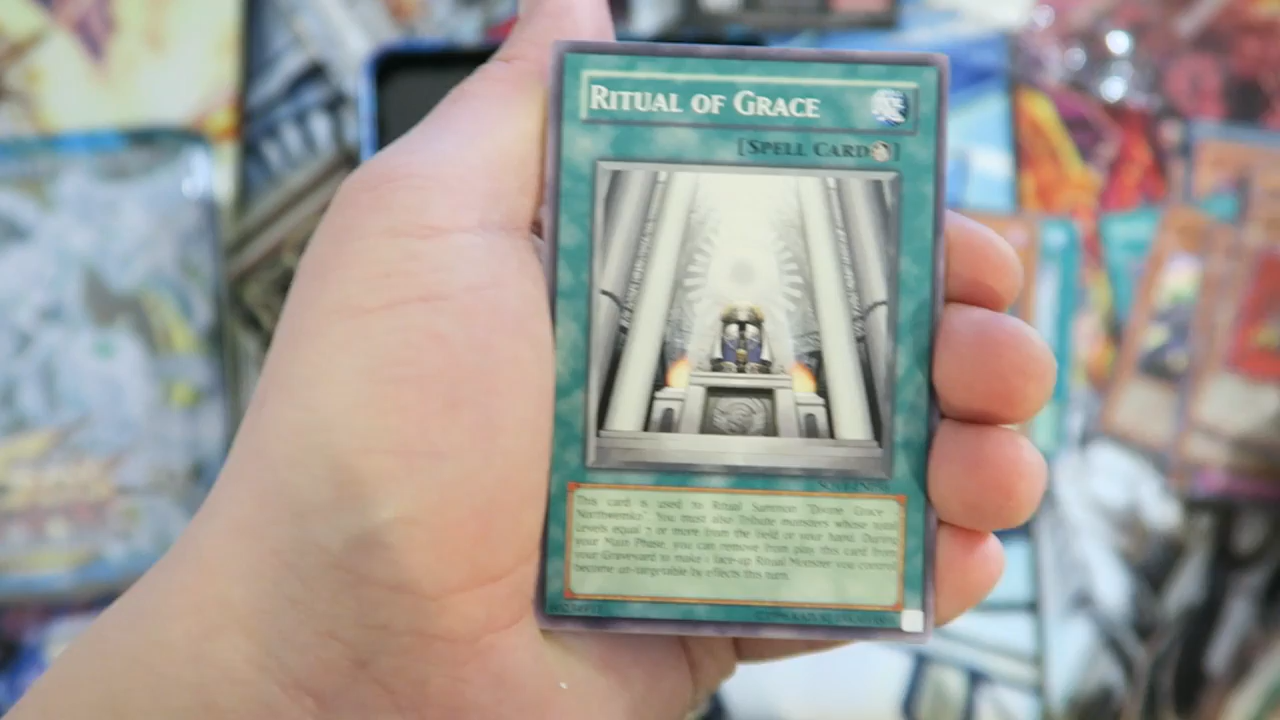 RITUAL OF GRACE
[SPELL CARD]
This card is used to Ritual Summon "Divine Grace -
Northwemko". You must also Tribute monsters whose total
Levels equal 7 or more from the field or your hand. During
your Main Phase, you can remove from play this card from
your Graveyard to make 1 face-up Ritual Monster you control
become un-targetable by effects this turn.